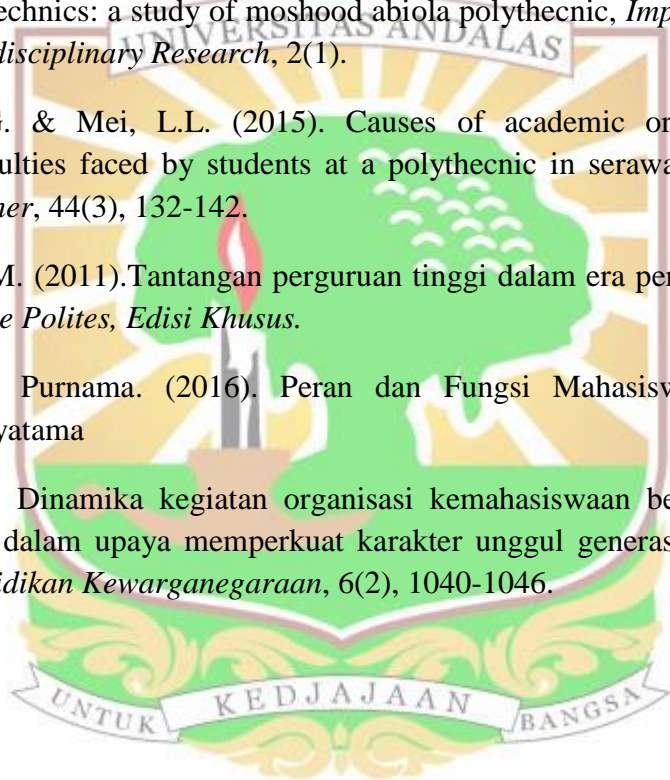 echnics: a study of moshood abiola polythecnic, Imp
UNIVERSITAS ANDALAS
disciplinary Research, 2(1).
G. & Mei, L.L. (2015). Causes of academic or
ulties faced by students at a polythecnic in serawa
ner, 44(3), 132-142.
M. (2011).Tantangan perguruan tinggi dalam era per
e Polites, Edisi Khusus.
Purnama. (2016). Peran dan Fungsi Mahasisw
yatama
Dinamika kegiatan organisasi kemahasiswaan be
dalam upaya memperkuat karakter unggul generas
idikan Kewarganegaraan, 6(2), 1040-1046.
UNTUK KEDJAJAAN BANGSA